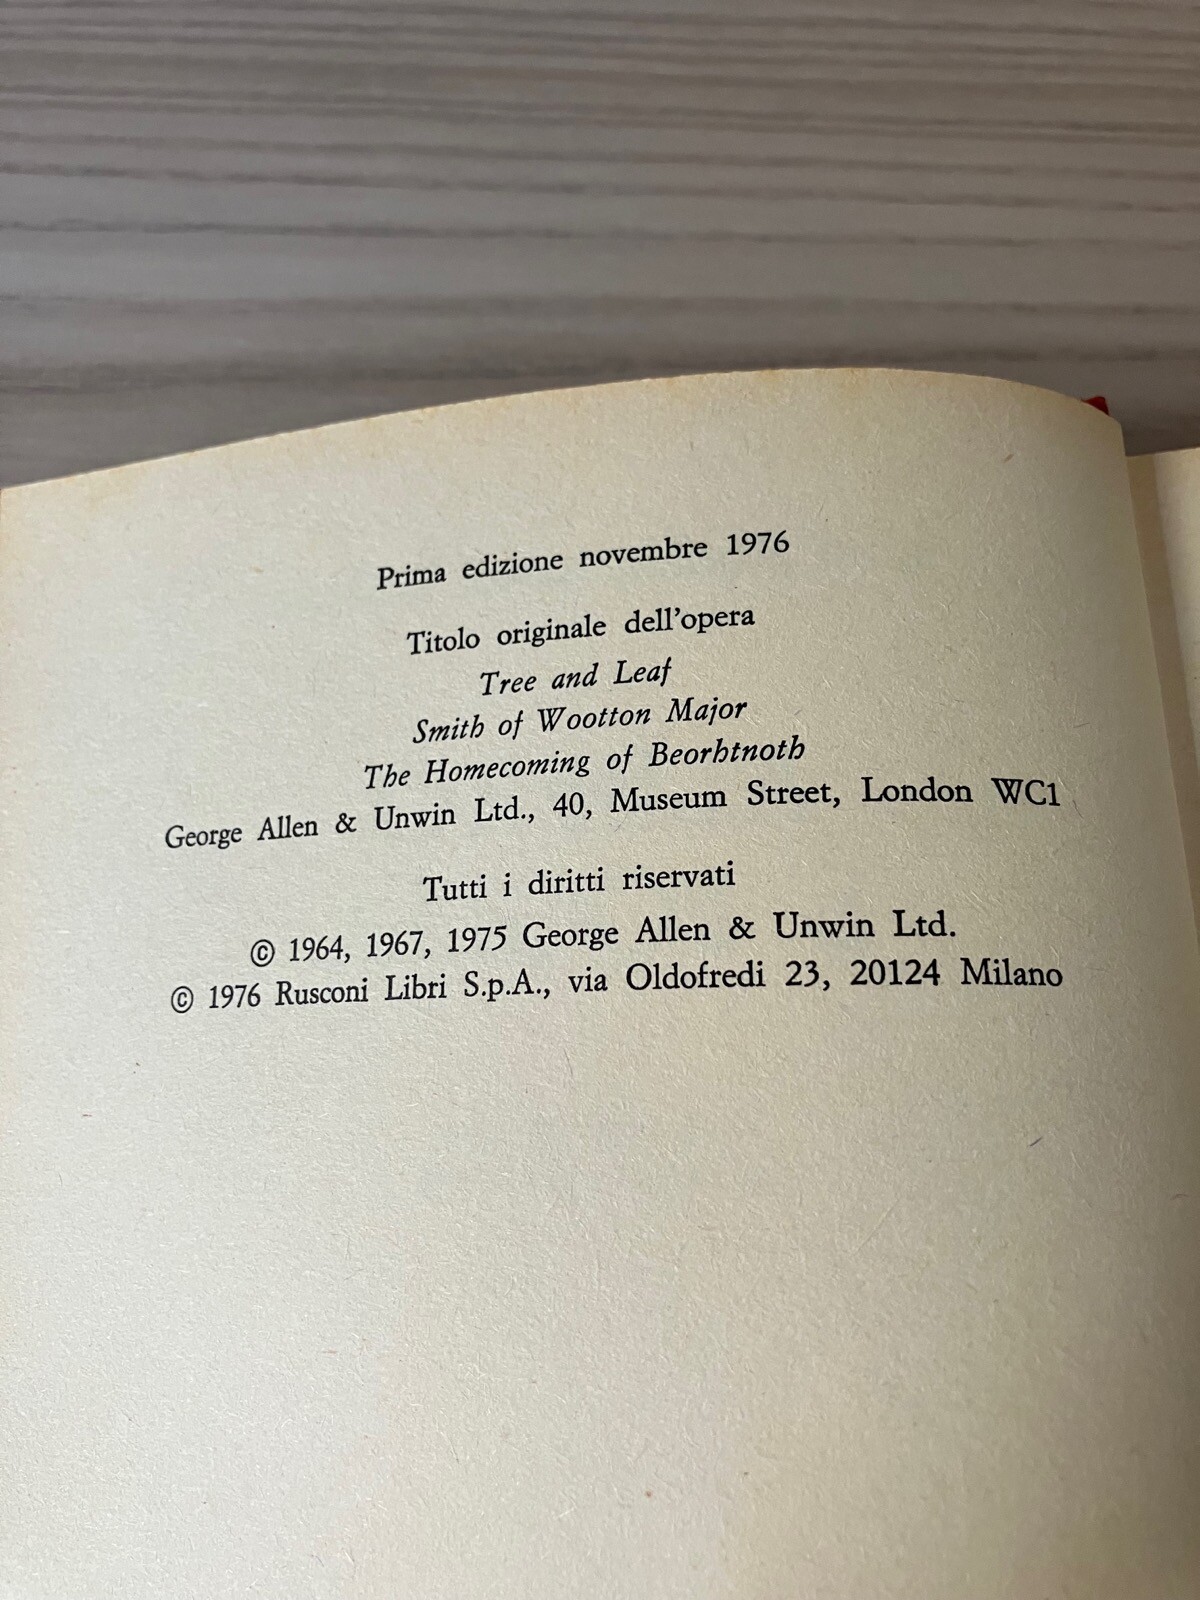 Prima edizione novembre 1976
Titolo originale dell'opera
Tree and Leaf
Smith of Wootton Major
The Homecoming of Beorhtnoth
George Allen & Unwin Ltd., 40, Museum Street, London WC1
Tutti i diritti riservati
© 1964, 1967, 1975 George Allen & Unwin Ltd.
© 1976 Rusconi Libri S.p.A., via Oldofredi 23, 20124 Milano